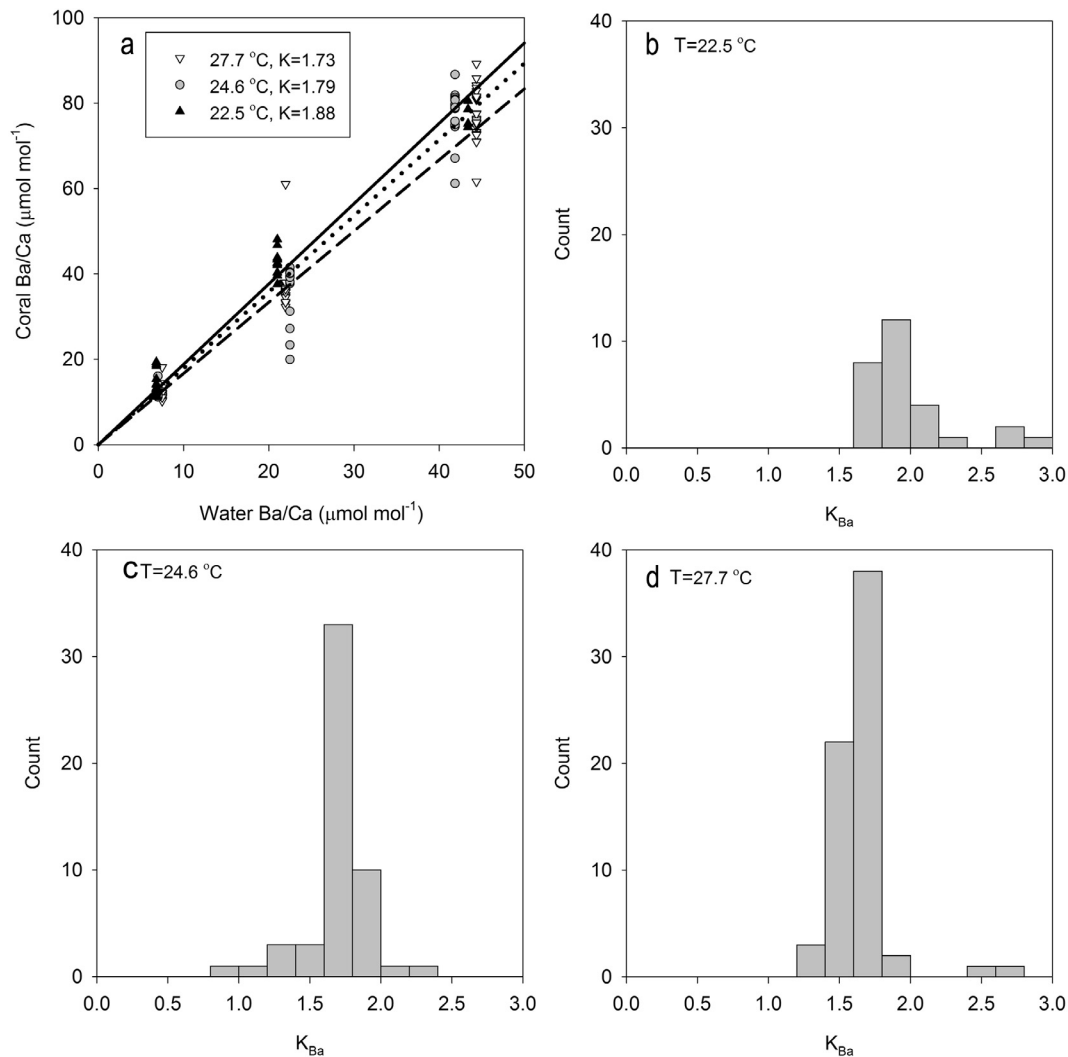 a
27.7 °C, K=1.73
24.6 °C, K=1.79
22.5 °C, K=1.88
100
80
60
40
20
0
Coral Ba/Ca (μmol mol⁻¹)
0 10 20 30 40 50
Water Ba/Ca (μmol mol⁻¹)
b T=22.5 °C
40
30
20
10
0
Count
0.0 0.5 1.0 1.5 2.0 2.5 3.0
K_Ba
c T=24.6 °C
40
30
20
10
0
Count
0.0 0.5 1.0 1.5 2.0 2.5 3.0
K_Ba
d T=27.7 °C
40
30
20
10
0
Count
0.0 0.5 1.0 1.5 2.0 2.5 3.0
K_Ba